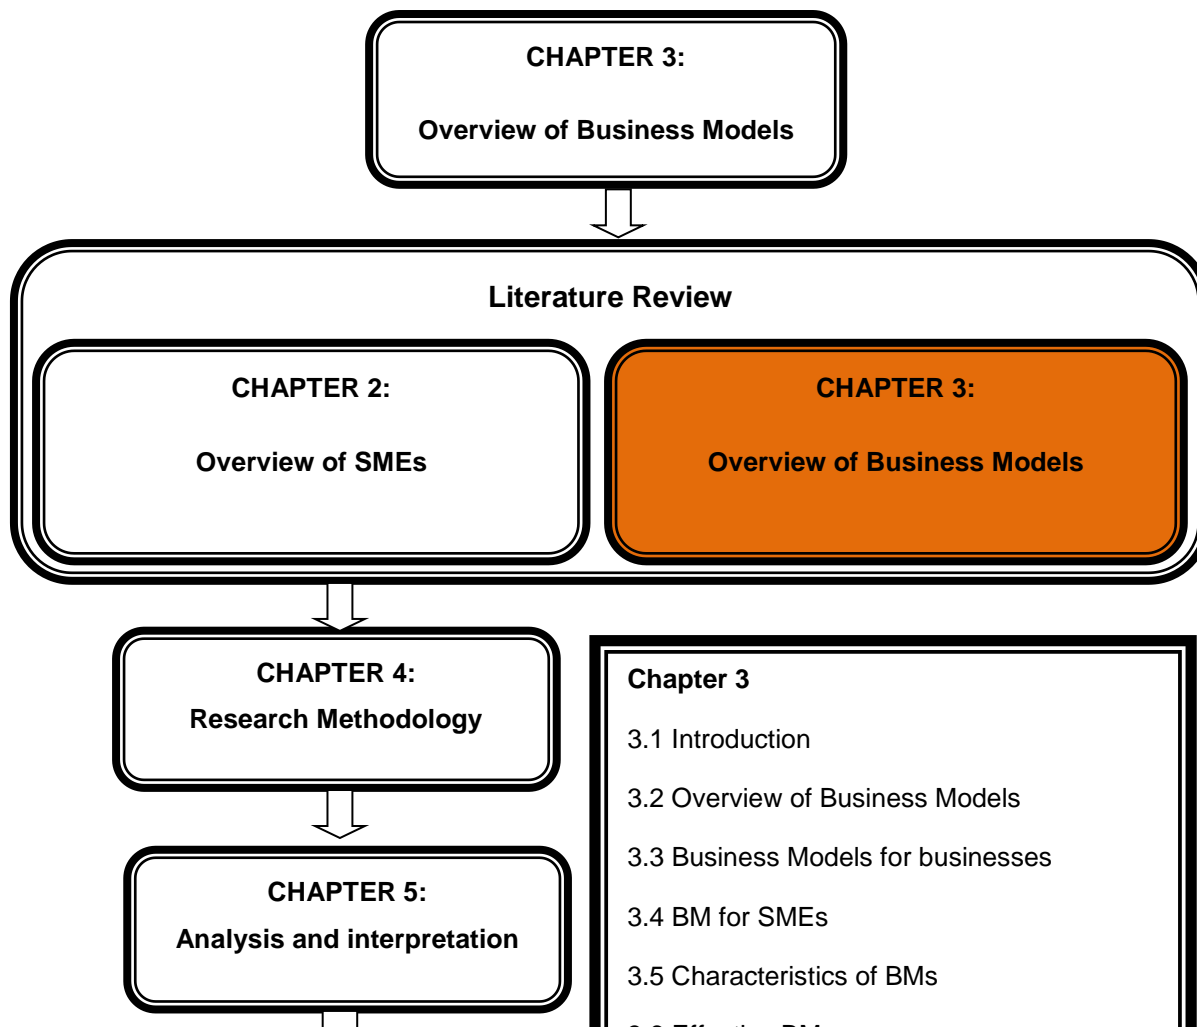 CHAPTER 3:
Overview of Business Models
Literature Review
CHAPTER 2:
Overview of SMEs
CHAPTER 3:
Overview of Business Models
CHAPTER 4:
Research Methodology
CHAPTER 5:
Analysis and interpretation
Chapter 3
3.1 Introduction
3.2 Overview of Business Models
3.3 Business Models for businesses
3.4 BM for SMEs
3.5 Characteristics of BMs